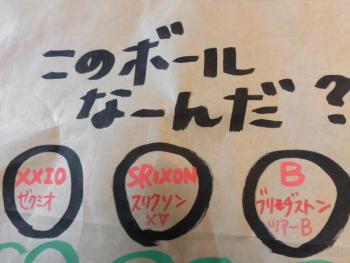 このボール
なーんだ？
XXIO
ゼクシオ
SRIXON
スリクソン
XV
B
ブリヂストン
ツアーB